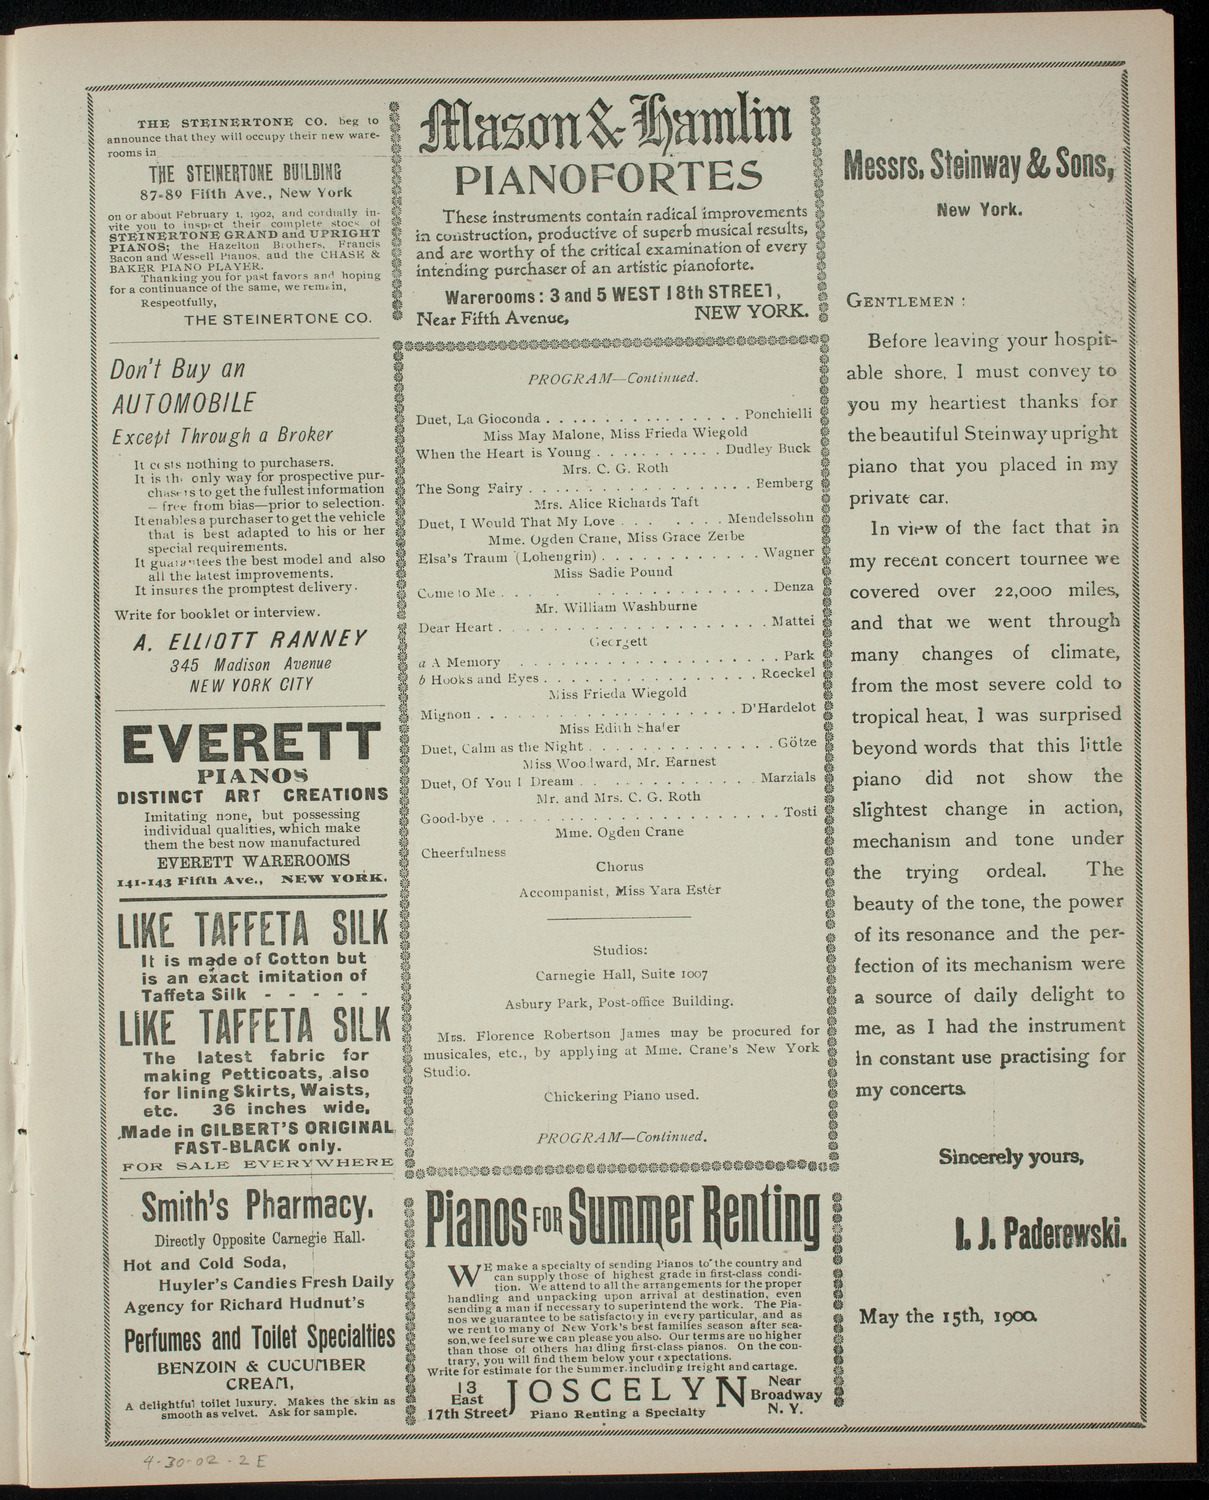 THE STEINERTONE CO. beg to
announce that they will occupy their new ware-
rooms in
THE STEINERTONE BUILDING
87-89 Fifth Ave., New York
on or about February 1, 1902, and cordially in-
vite you to inspect their complete stock of
STEINERTONE GRAND and UPRIGHT
PIANOS; the Hazelton Brothers, Francis
Bacon and Wessell Pianos, and the CHASE &
BAKER PIANO PLAYER.
Thanking you for past favors and hoping
for a continuance of the same, we remain,
Respectfully,
THE STEINERTONE CO.
Don't Buy an
AUTOMOBILE
Except Through a Broker
It costs nothing to purchasers.
It is the only way for prospective pur-
chasers to get the fullest information
— free from bias—prior to selection.
It enables a purchaser to get the vehicle
that is best adapted to his or her
special requirements.
It guarantees the best model and also
all the latest improvements.
It insures the promptest delivery.
Write for booklet or interview.
A. ELLIOTT RANNEY
345 Madison Avenue
NEW YORK CITY
EVERETT
PIANOS
DISTINCT ART CREATIONS
Imitating none, but possessing
individual qualities, which make
them the best now manufactured
EVERETT WAREROOMS
141-143 Fifth Ave., NEW YORK.
LIKE TAFFETA SILK
It is made of Cotton but
is an exact imitation of
Taffeta Silk - - - - -
LIKE TAFFETA SILK
The latest fabric for
making Petticoats, also
for lining Skirts, Waists,
etc. 36 inches wide.
Made in GILBERT'S ORIGINAL
FAST-BLACK only.
FOR SALE EVERYWHERE
Smith's Pharmacy.
Directly Opposite Carnegie Hall.
Hot and Cold Soda,
Huyler's Candies Fresh Daily
Agency for Richard Hudnut's
Perfumes and Toilet Specialties
BENZOIN & CUCUMBER
CREAM,
A delightful toilet luxury. Makes the skin as
smooth as velvet. Ask for sample.
Mason & Hamlin
PIANOFORTES
These instruments contain radical improvements
in construction, productive of superb musical results,
and are worthy of the critical examination of every
intending purchaser of an artistic pianoforte.
Warerooms: 3 and 5 WEST 18th STREET,
Near Fifth Avenue, NEW YORK.
PROGRAM—Continued.
Duet, La Gioconda . . . . . . . . . . . . . Ponchielli
Miss May Malone, Miss Frieda Wiegold
When the Heart is Young . . . . . . . . . . Dudley Buck
Mrs. C. G. Roth
The Song Fairy . . . . . . . . . . . . . . . . . Bemberg
Mrs. Alice Richards Taft
Duet, I Would That My Love . . . . . . . . Mendelssohn
Mme. Ogden Crane, Miss Grace Zerbe
Elsa's Traum (Lohengrin) . . . . . . . . . . . . Wagner
Miss Sadie Pound
Come to Me . . . . . . . . . . . . . . . . . . Denza
Mr. William Washburne
Dear Heart . . . . . . . . . . . . . . . . . . Mattei
Georgett
a A Memory . . . . . . . . . . . . . . . . . . Park
b Hooks and Eyes . . . . . . . . . . . . . . . Roeckel
Miss Frieda Wiegold
Mignon . . . . . . . . . . . . . . . . . . D'Hardelot
Miss Edith Shafer
Duet, Calm as the Night . . . . . . . . . . . . . Götze
Miss Woodward, Mr. Earnest
Duet, Of You I Dream . . . . . . . . . . . . Marzials
Mr. and Mrs. C. G. Roth
Good-bye . . . . . . . . . . . . . . . . . . . . Tosti
Mme. Ogden Crane
Cheerfulness
Chorus
Accompanist, Miss Yara Ester
Studios:
Carnegie Hall, Suite 1007
Asbury Park, Post-office Building.
Mrs. Florence Robertson James may be procured for
musicales, etc., by applying at Mme. Crane's New York
Studio.
Chickering Piano used.
PROGRAM—Continued.
Pianos FOR Summer Renting
WE make a specialty of sending Pianos to the country and
can supply those of highest grade in first-class condi-
tion. We attend to all the arrangements for the proper
handling and unpacking upon arrival at destination, even
sending a man if necessary to superintend the work. The Pia-
nos we guarantee to be satisfactory in every particular, and as
we rent to many of New York's best families season after sea-
son, we feel sure we can please you also. Our terms are no higher
than those of others handling first-class pianos. On the con-
trary, you will find them below your expectations.
Write for estimate for the Summer, including freight and cartage.
13
East
17th Street
JOSCELYN
Piano Renting a Specialty
Near
Broadway
N. Y.
Messrs. Steinway & Sons,
New York.
GENTLEMEN:
Before leaving your hospit-
able shore, I must convey to
you my heartiest thanks for
the beautiful Steinway upright
piano that you placed in my
private car.
In view of the fact that in
my recent concert tournee we
covered over 22,000 miles,
and that we went through
many changes of climate,
from the most severe cold to
tropical heat, I was surprised
beyond words that this little
piano did not show the
slightest change in action,
mechanism and tone under
the trying ordeal. The
beauty of the tone, the power
of its resonance and the per-
fection of its mechanism were
a source of daily delight to
me, as I had the instrument
in constant use practising for
my concerts.
Sincerely yours,
I. J. Paderewski.
May the 15th, 1900.
4-30-02-2E